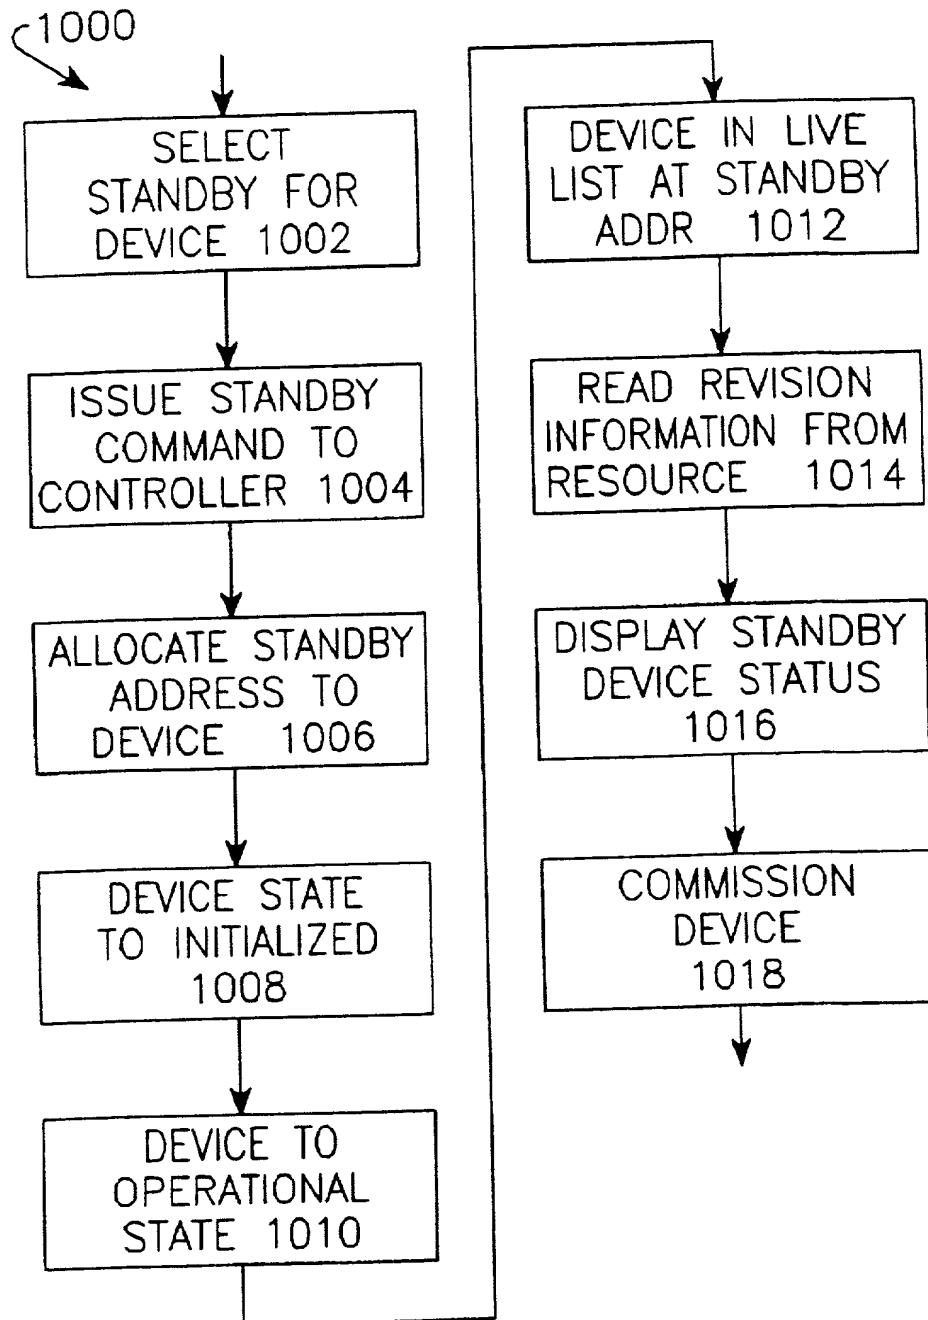 1000
SELECT
STANDBY FOR
DEVICE 1002
ISSUE STANDBY
COMMAND TO
CONTROLLER 1004
ALLOCATE STANDBY
ADDRESS TO
DEVICE 1006
DEVICE STATE
TO INITIALIZED
1008
DEVICE TO
OPERATIONAL
STATE 1010
DEVICE IN LIVE
LIST AT STANDBY
ADDR 1012
READ REVISION
INFORMATION FROM
RESOURCE 1014
DISPLAY STANDBY
DEVICE STATUS
1016
COMMISSION
DEVICE
1018